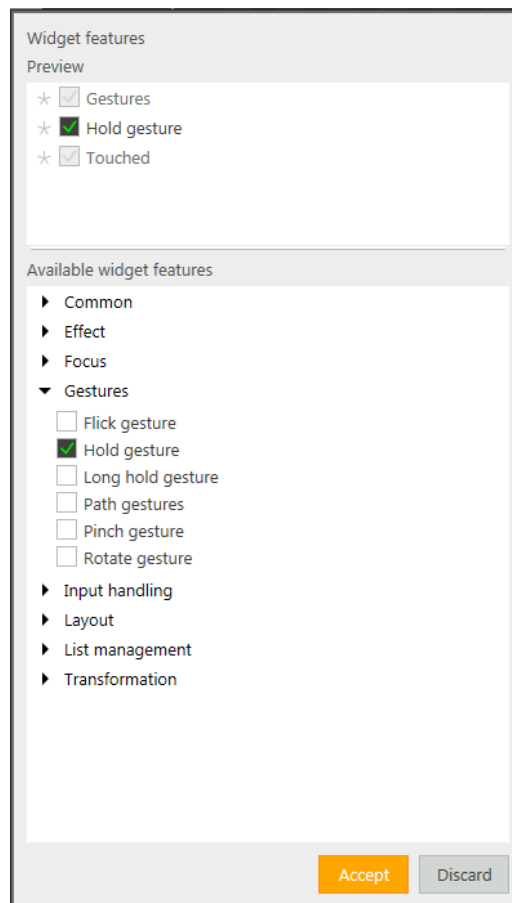 Widget features
Preview
Gestures
Hold gesture
Touched
Available widget features
Common
Effect
Focus
Gestures
Flick gesture
Hold gesture
Long hold gesture
Path gestures
Pinch gesture
Rotate gesture
Input handling
Layout
List management
Transformation
Accept Discard